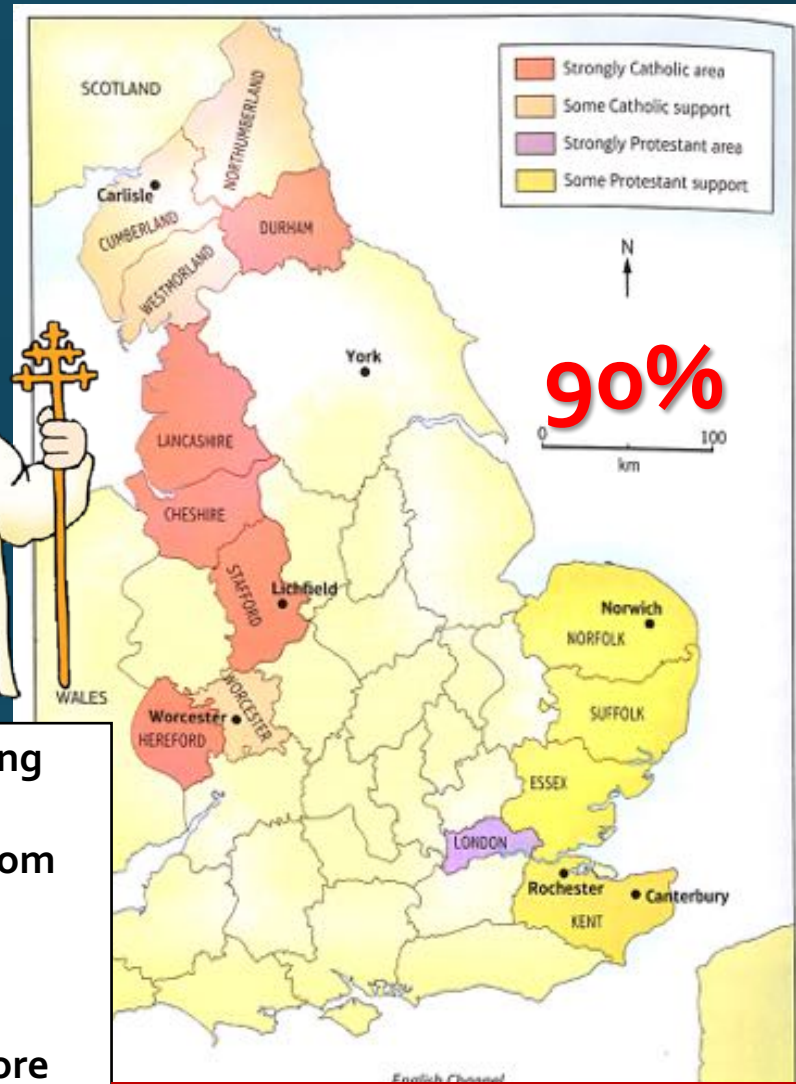 Strongly Catholic area
Some Catholic support
Strongly Protestant area
Some Protestant support
SCOTLAND
NORTHUMBERLAND
Carlisle
CUMBERLAND
DURHAM
WESTMORLAND
N
York
90%
0 100
km
LANCASHIRE
CHESHIRE
STAFFORD
Lichfield
Norwich
NORFOLK
WALES
WORCESTER
Worcester
HEREFORD
SUFFOLK
ESSEX
LONDON
Rochester
Canterbury
KENT
English Channel
ng
om
ore